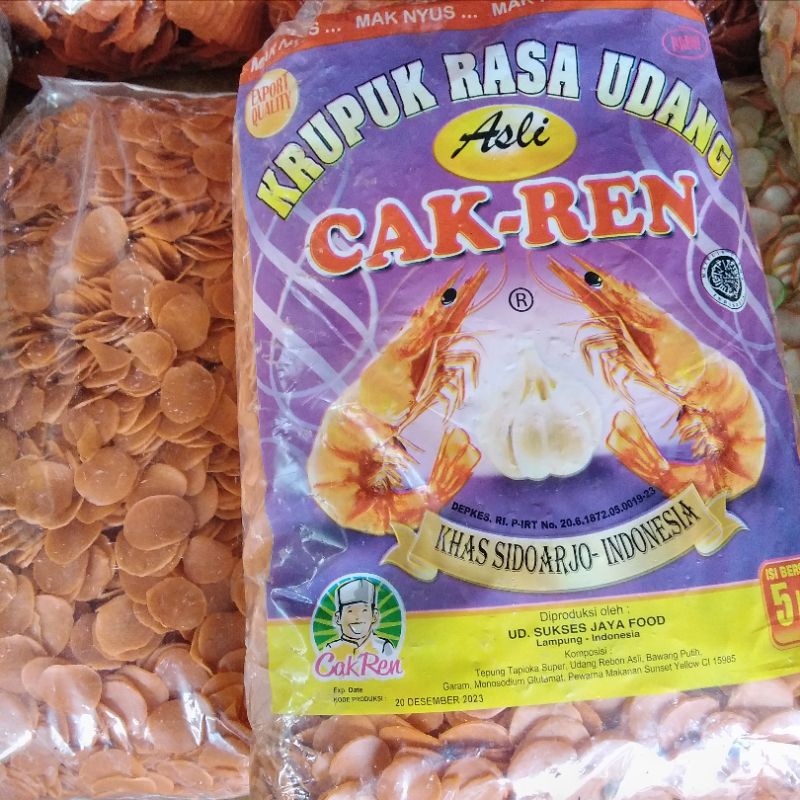 MAK NYUS ... MAK NYUS ...
EXPORT QUALITY
KRUPUK RASA UDANG
Asli
CAK-REN
®
DEPKES. RI. P-IRT No. 20.6.1872.05.0019-23
KHAS SIDOARJO- INDONESIA
ISI BERS
5
CakRen
Diproduksi oleh :
UD. SUKSES JAYA FOOD
Lampung - Indonesia
Komposisi :
Tepung Tapioka Super, Udang Rebon Asli, Bawang Putih,
Garam, Monosodium Glutamat, Pewarna Makanan Sunset Yellow CI 15985
Exp. Date
KODE PRODUKSI : 20 DESEMBER 2023